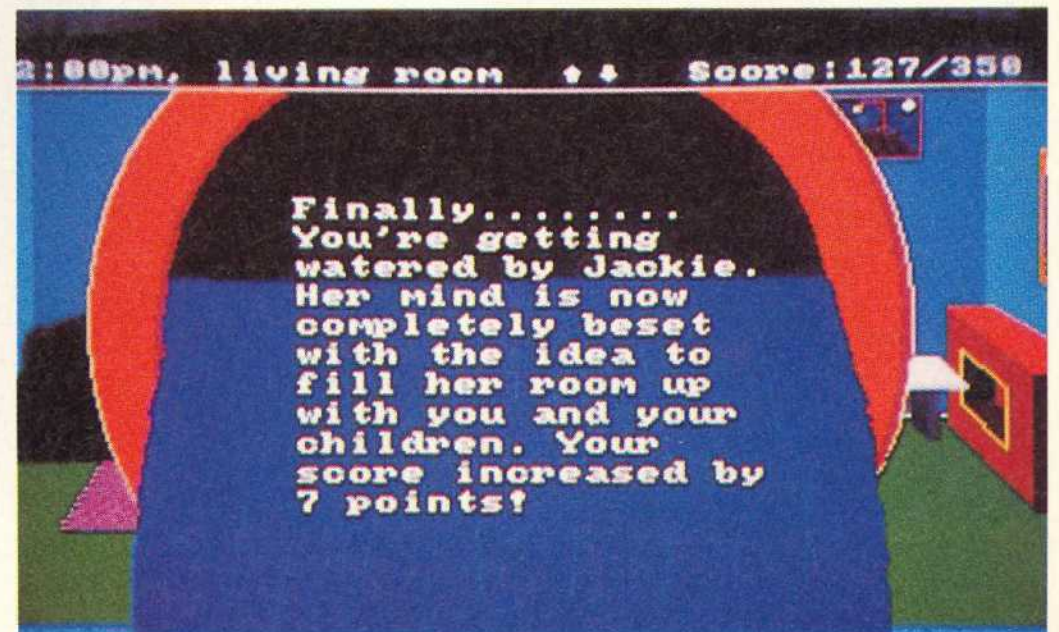 2:00pm, living room Score:127/350
Finally........
You're getting
watered by Jackie.
Her mind is now
completely beset
with the idea to
fill her room up
with you and your
children. Your
score increased by
7 points!